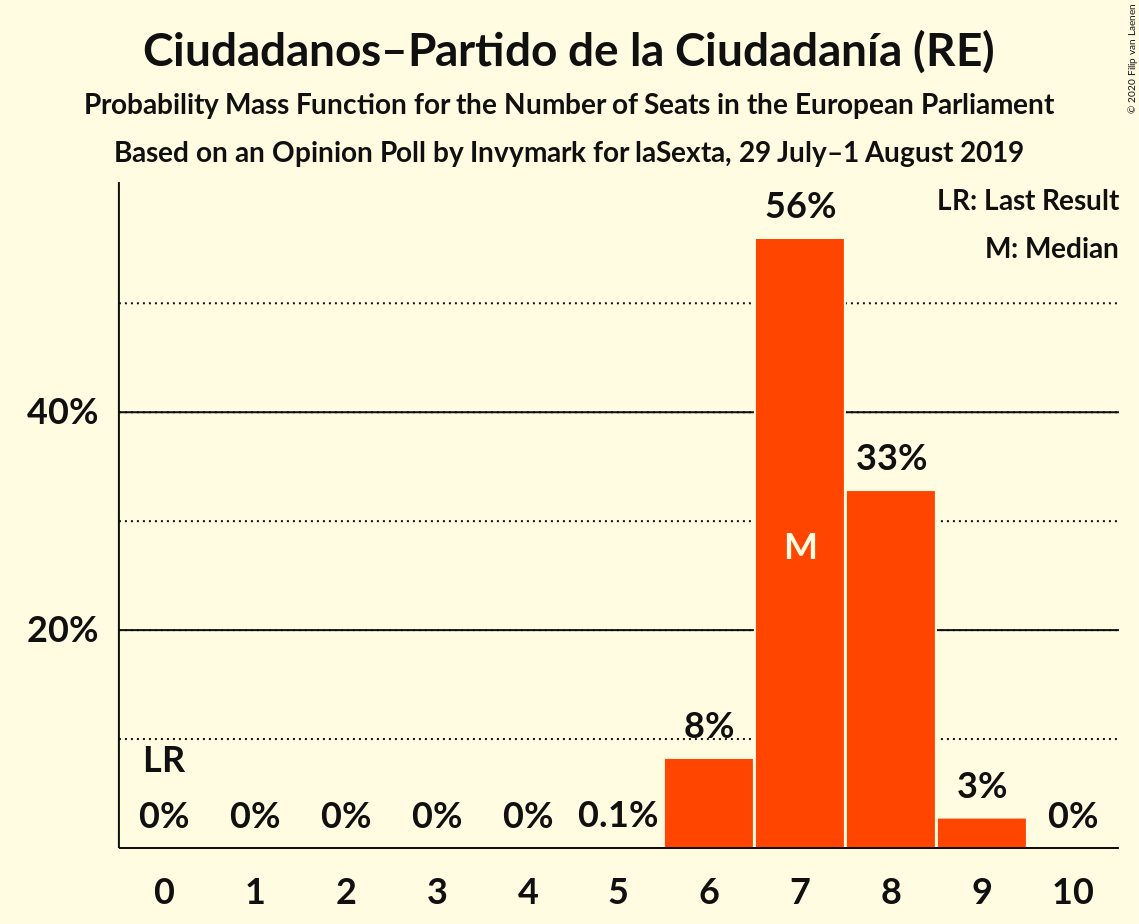 Ciudadanos–Partido de la Ciudadanía (RE)
Probability Mass Function for the Number of Seats in the European Parliament
Based on an Opinion Poll by Invymark for laSexta, 29 July–1 August 2019
© 2020 Filip van Laenen
LR: Last Result
M: Median
56%
40%
33%
M
20%
8%
LR
3%
0% 0% 0% 0% 0% 0.1% 0%
0 1 2 3 4 5 6 7 8 9 10